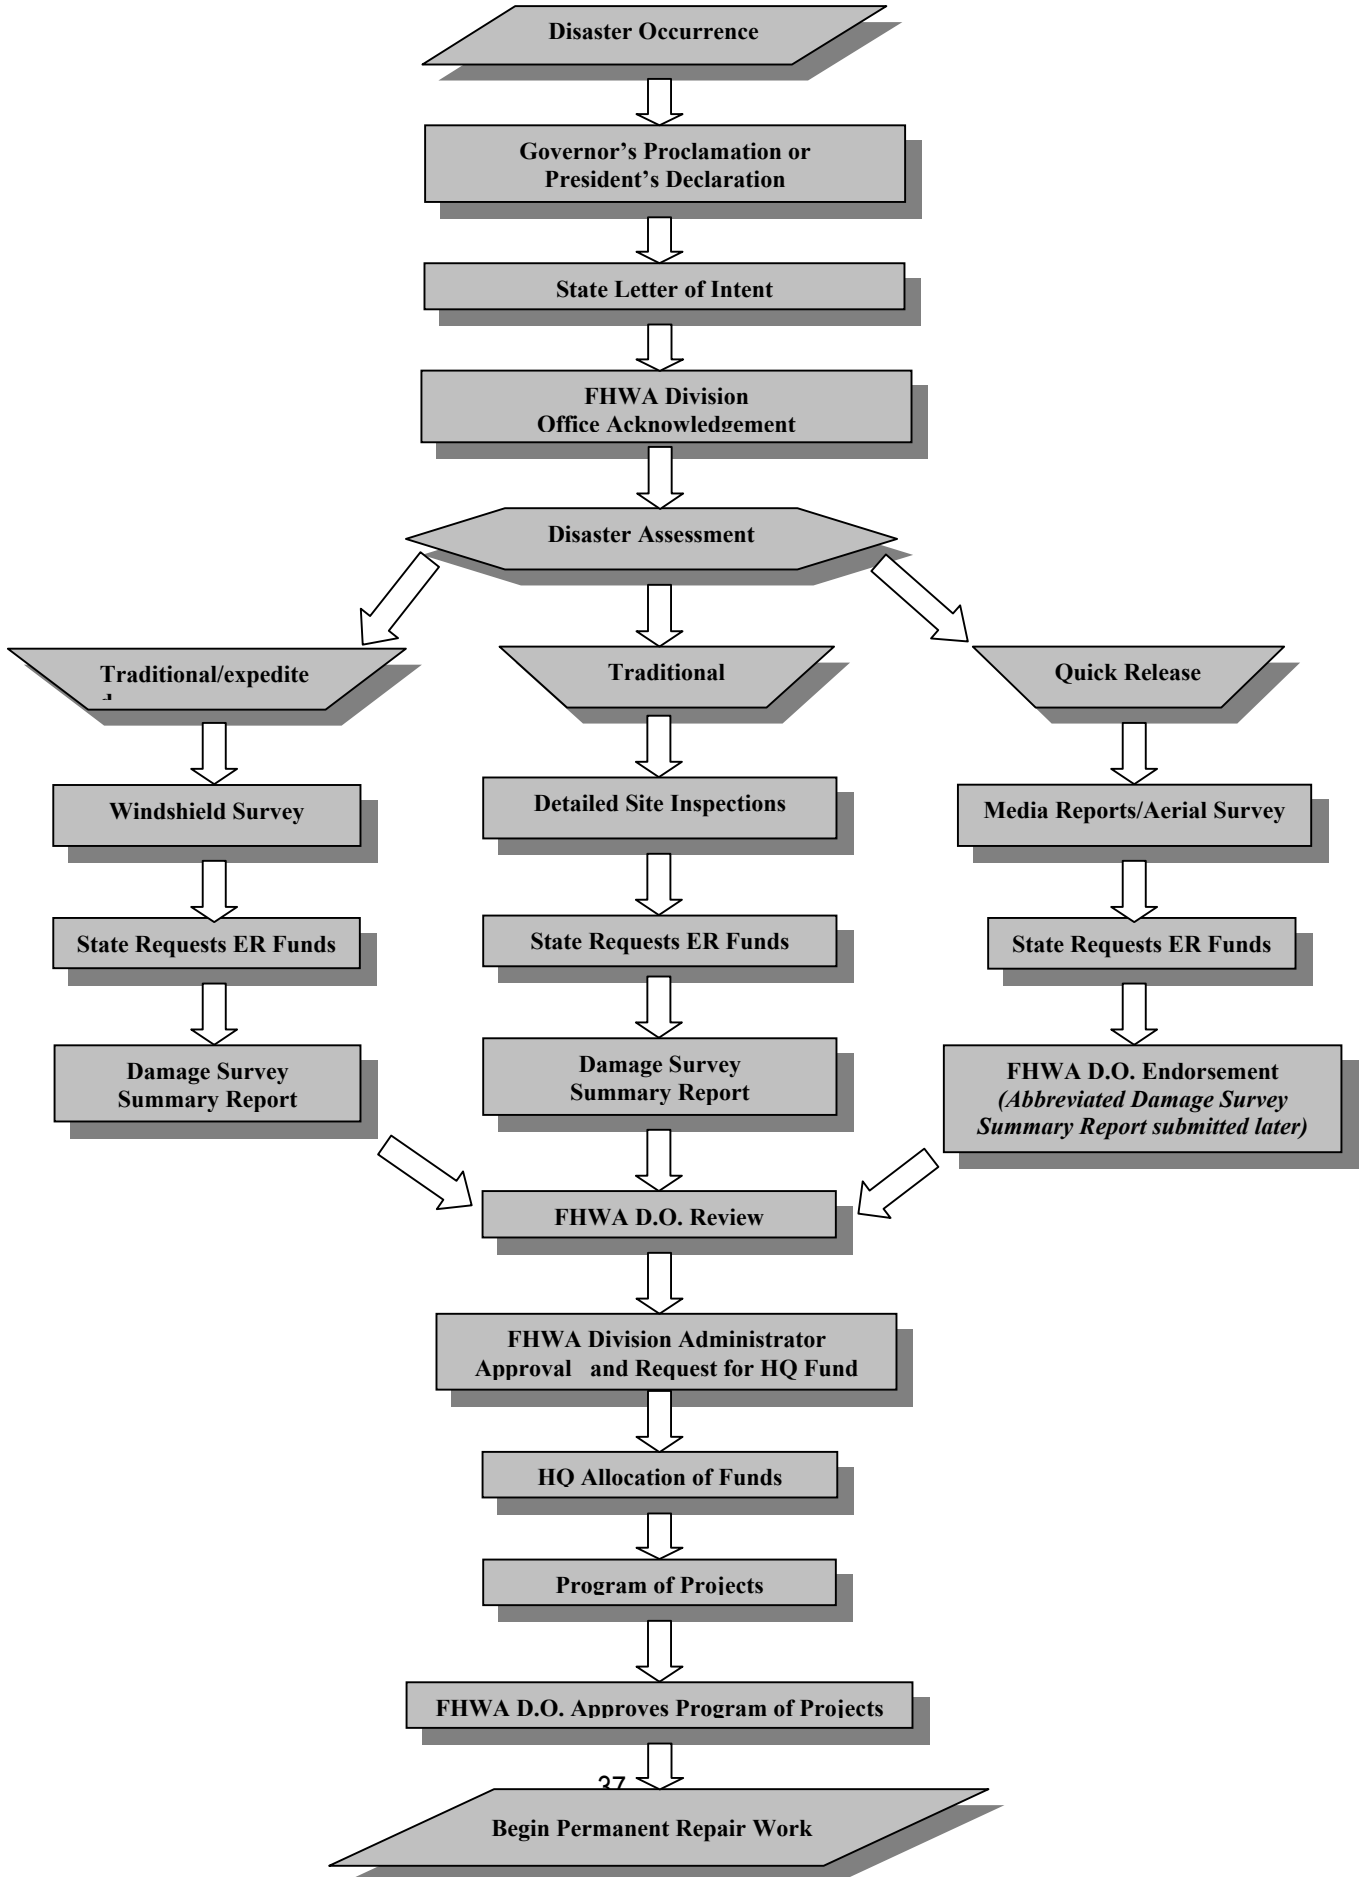 Disaster Occurrence
Governor's Proclamation or
President's Declaration
State Letter of Intent
FHWA Division
Office Acknowledgement
Disaster Assessment
Traditional/expedite
d
Windshield Survey
State Requests ER Funds
Damage Survey
Summary Report
Traditional
Detailed Site Inspections
State Requests ER Funds
Damage Survey
Summary Report
Quick Release
Media Reports/Aerial Survey
State Requests ER Funds
FHWA D.O. Endorsement
(Abbreviated Damage Survey
Summary Report submitted later)
FHWA D.O. Review
FHWA Division Administrator
Approval and Request for HQ Fund
HQ Allocation of Funds
Program of Projects
FHWA D.O. Approves Program of Projects
37
Begin Permanent Repair Work